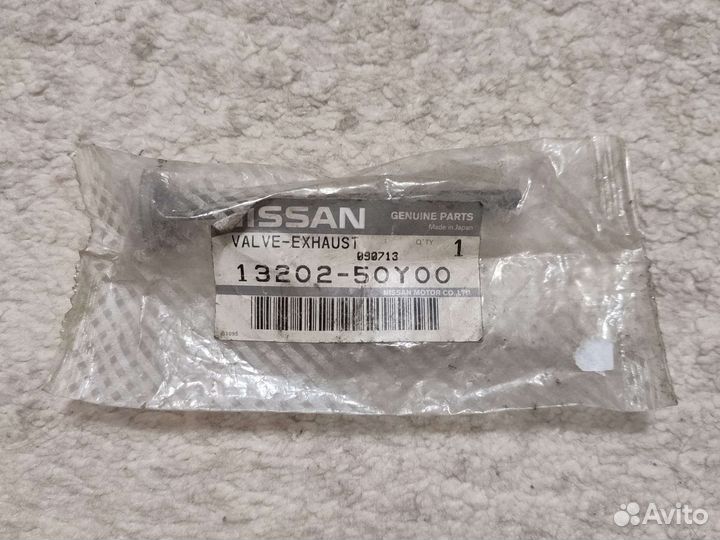 NISSAN
GENUINE PARTS
Made in Japan
VALVE-EXHAUST
Q'TY 1
090713
13202-50Y00
NISSAN MOTOR CO.,LTD.
Avito